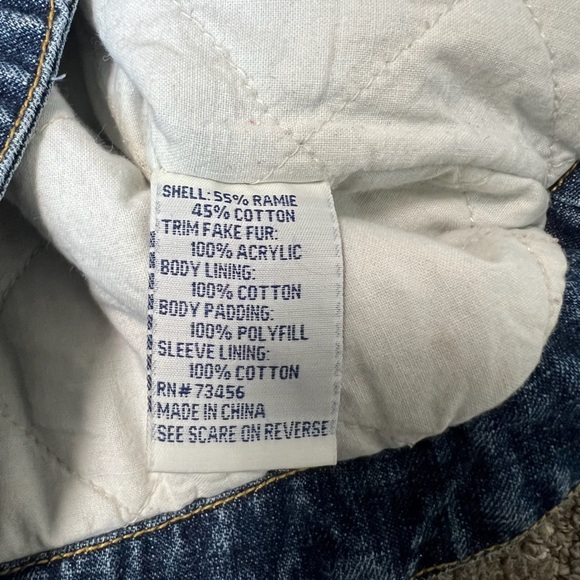 SHELL: 55% RAMIE
45% COTTON
TRIM FAKE FUR:
100% ACRYLIC
BODY LINING:
100% COTTON
BODY PADDING:
100% POLYFILL
SLEEVE LINING:
100% COTTON
RN# 73456
MADE IN CHINA
SEE SCARE ON REVERSE